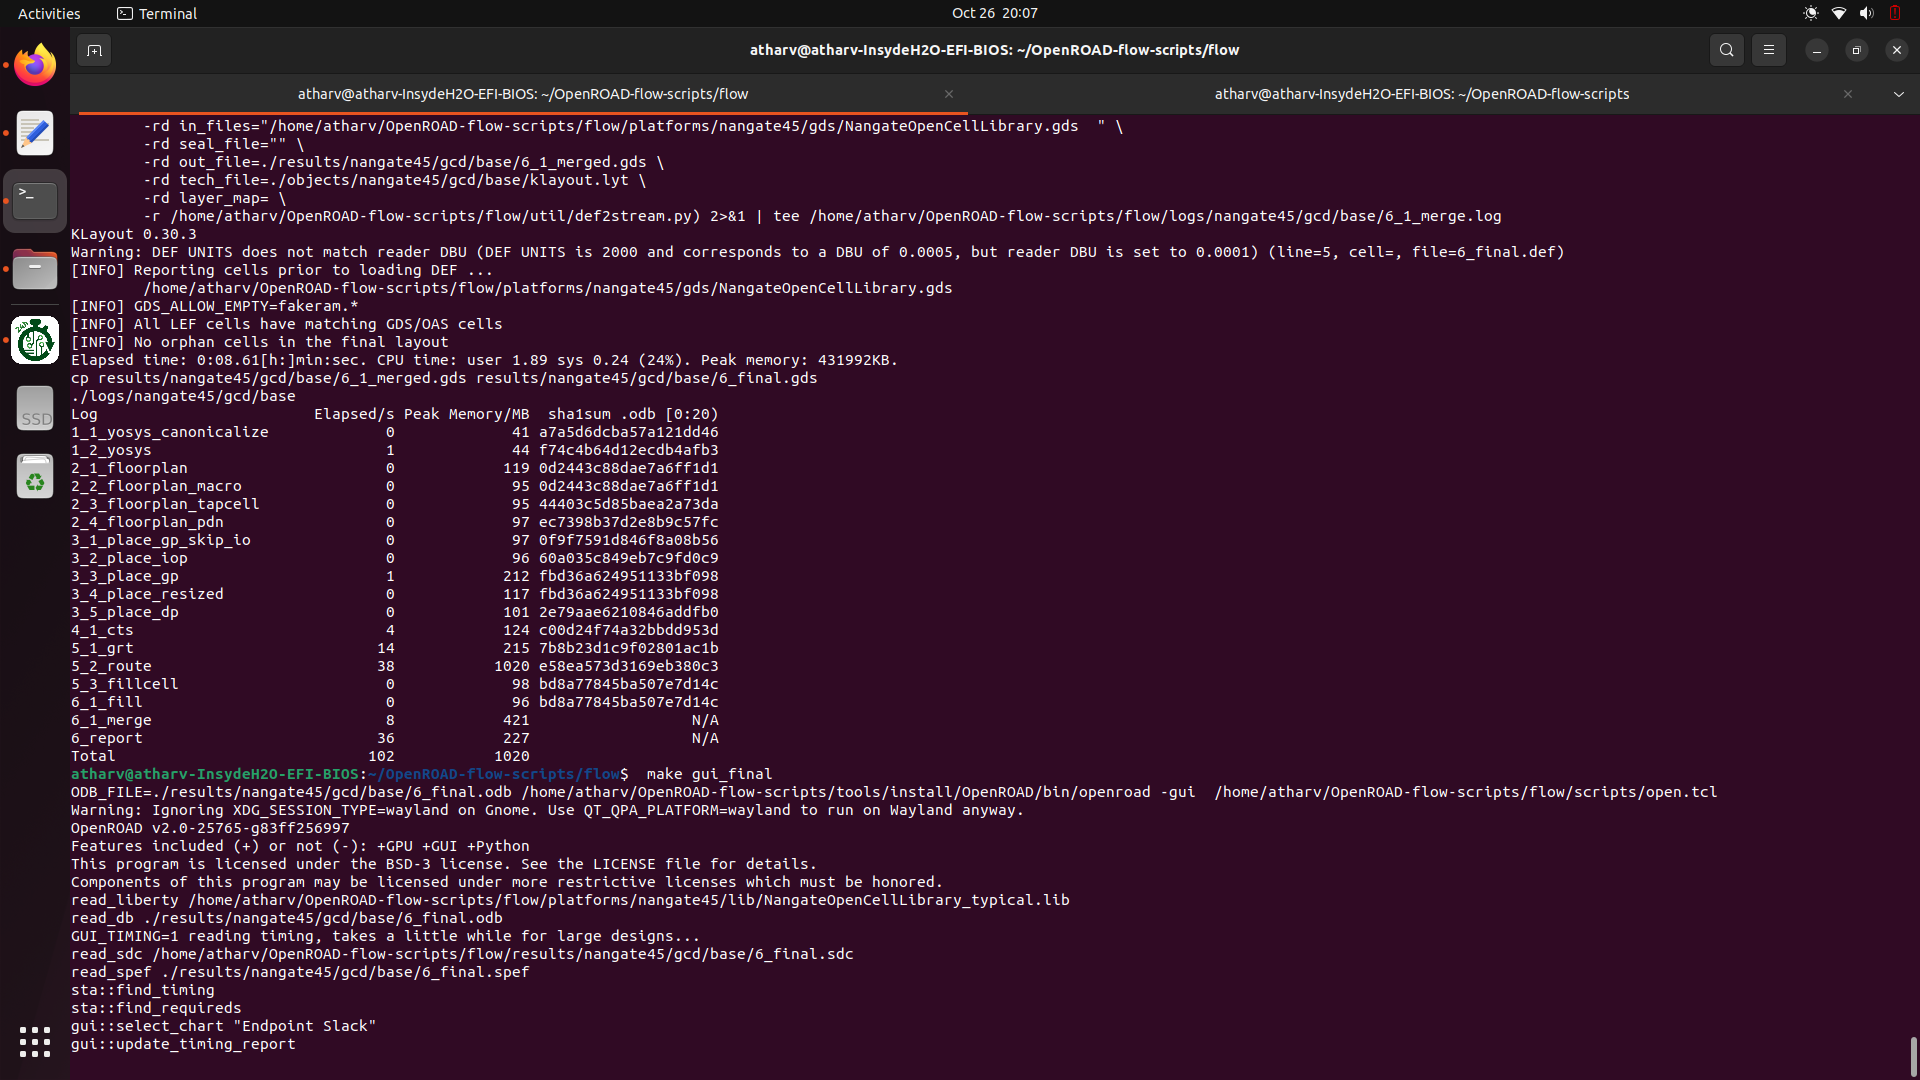 Activities
Terminal
Oct 26 20:07
atharv@atharv-InsydeH2O-EFI-BIOS: ~/OpenROAD-flow-scripts/flow
atharv@atharv-InsydeH2O-EFI-BIOS: ~/OpenROAD-flow-scripts/flow
atharv@atharv-InsydeH2O-EFI-BIOS: ~/OpenROAD-flow-scripts
-rd in_files="/home/atharv/OpenROAD-flow-scripts/flow/platforms/nangate45/gds/NangateOpenCellLibrary.gds  " \
-rd seal_file="" \
-rd out_file=./results/nangate45/gcd/base/6_1_merged.gds \
-rd tech_file=./objects/nangate45/gcd/base/klayout.lyt \
-rd layer_map= \
-r /home/atharv/OpenROAD-flow-scripts/flow/util/def2stream.py) 2>&1 | tee /home/atharv/OpenROAD-flow-scripts/flow/logs/nangate45/gcd/base/6_1_merge.log
KLayout 0.30.3
Warning: DEF UNITS does not match reader DBU (DEF UNITS is 2000 and corresponds to a DBU of 0.0005, but reader DBU is set to 0.0001) (line=5, cell=, file=6_final.def)
[INFO] Reporting cells prior to loading DEF ...
/home/atharv/OpenROAD-flow-scripts/flow/platforms/nangate45/gds/NangateOpenCellLibrary.gds
[INFO] GDS_ALLOW_EMPTY=fakeram.*
[INFO] All LEF cells have matching GDS/OAS cells
[INFO] No orphan cells in the final layout
Elapsed time: 0:08.61[h:]min:sec. CPU time: user 1.89 sys 0.24 (24%). Peak memory: 431992KB.
cp results/nangate45/gcd/base/6_1_merged.gds results/nangate45/gcd/base/6_final.gds
./logs/nangate45/gcd/base
Log                        Elapsed/s Peak Memory/MB  sha1sum .odb [0:20)
1_1_yosys_canonicalize             0             41 a7a5d6dcba57a121dd46
1_2_yosys                          1             44 f74c4b64d12ecdb4afb3
2_1_floorplan                      0            119 0d2443c88dae7a6ff1d1
2_2_floorplan_macro                0             95 0d2443c88dae7a6ff1d1
2_3_floorplan_tapcell              0             95 44403c5d85baea2a73da
2_4_floorplan_pdn                  0             97 ec7398b37d2e8b9c57fc
3_1_place_gp_skip_io               0             97 0f9f7591d846f8a08b56
3_2_place_iop                      0             96 60a035c849eb7c9fd0c9
3_3_place_gp                       1            212 fbd36a624951133bf098
3_4_place_resized                  0            117 fbd36a624951133bf098
3_5_place_dp                       0            101 2e79aae6210846addfb0
4_1_cts                            4            124 c00d24f74a32bbdd953d
5_1_grt                           14            215 7b8b23d1c9f02801ac1b
5_2_route                         38           1020 e58ea573d3169eb380c3
5_3_fillcell                       0             98 bd8a77845ba507e7d14c
6_1_fill                           0             96 bd8a77845ba507e7d14c
6_1_merge                          8            421                  N/A
6_report                          36            227                  N/A
Total                            102           1020
atharv@atharv-InsydeH2O-EFI-BIOS:~/OpenROAD-flow-scripts/flow$  make gui_final
ODB_FILE=./results/nangate45/gcd/base/6_final.odb /home/atharv/OpenROAD-flow-scripts/tools/install/OpenROAD/bin/openroad -gui  /home/atharv/OpenROAD-flow-scripts/flow/scripts/open.tcl
Warning: Ignoring XDG_SESSION_TYPE=wayland on Gnome. Use QT_QPA_PLATFORM=wayland to run on Wayland anyway.
OpenROAD v2.0-25765-g83ff256997
Features included (+) or not (-): +GPU +GUI +Python
This program is licensed under the BSD-3 license. See the LICENSE file for details.
Components of this program may be licensed under more restrictive licenses which must be honored.
read_liberty /home/atharv/OpenROAD-flow-scripts/flow/platforms/nangate45/lib/NangateOpenCellLibrary_typical.lib
read_db ./results/nangate45/gcd/base/6_final.odb
GUI_TIMING=1 reading timing, takes a little while for large designs...
read_sdc /home/atharv/OpenROAD-flow-scripts/flow/results/nangate45/gcd/base/6_final.sdc
read_spef ./results/nangate45/gcd/base/6_final.spef
sta::find_timing
sta::find_requireds
gui::select_chart "Endpoint Slack"
gui::update_timing_report
24h
SSD